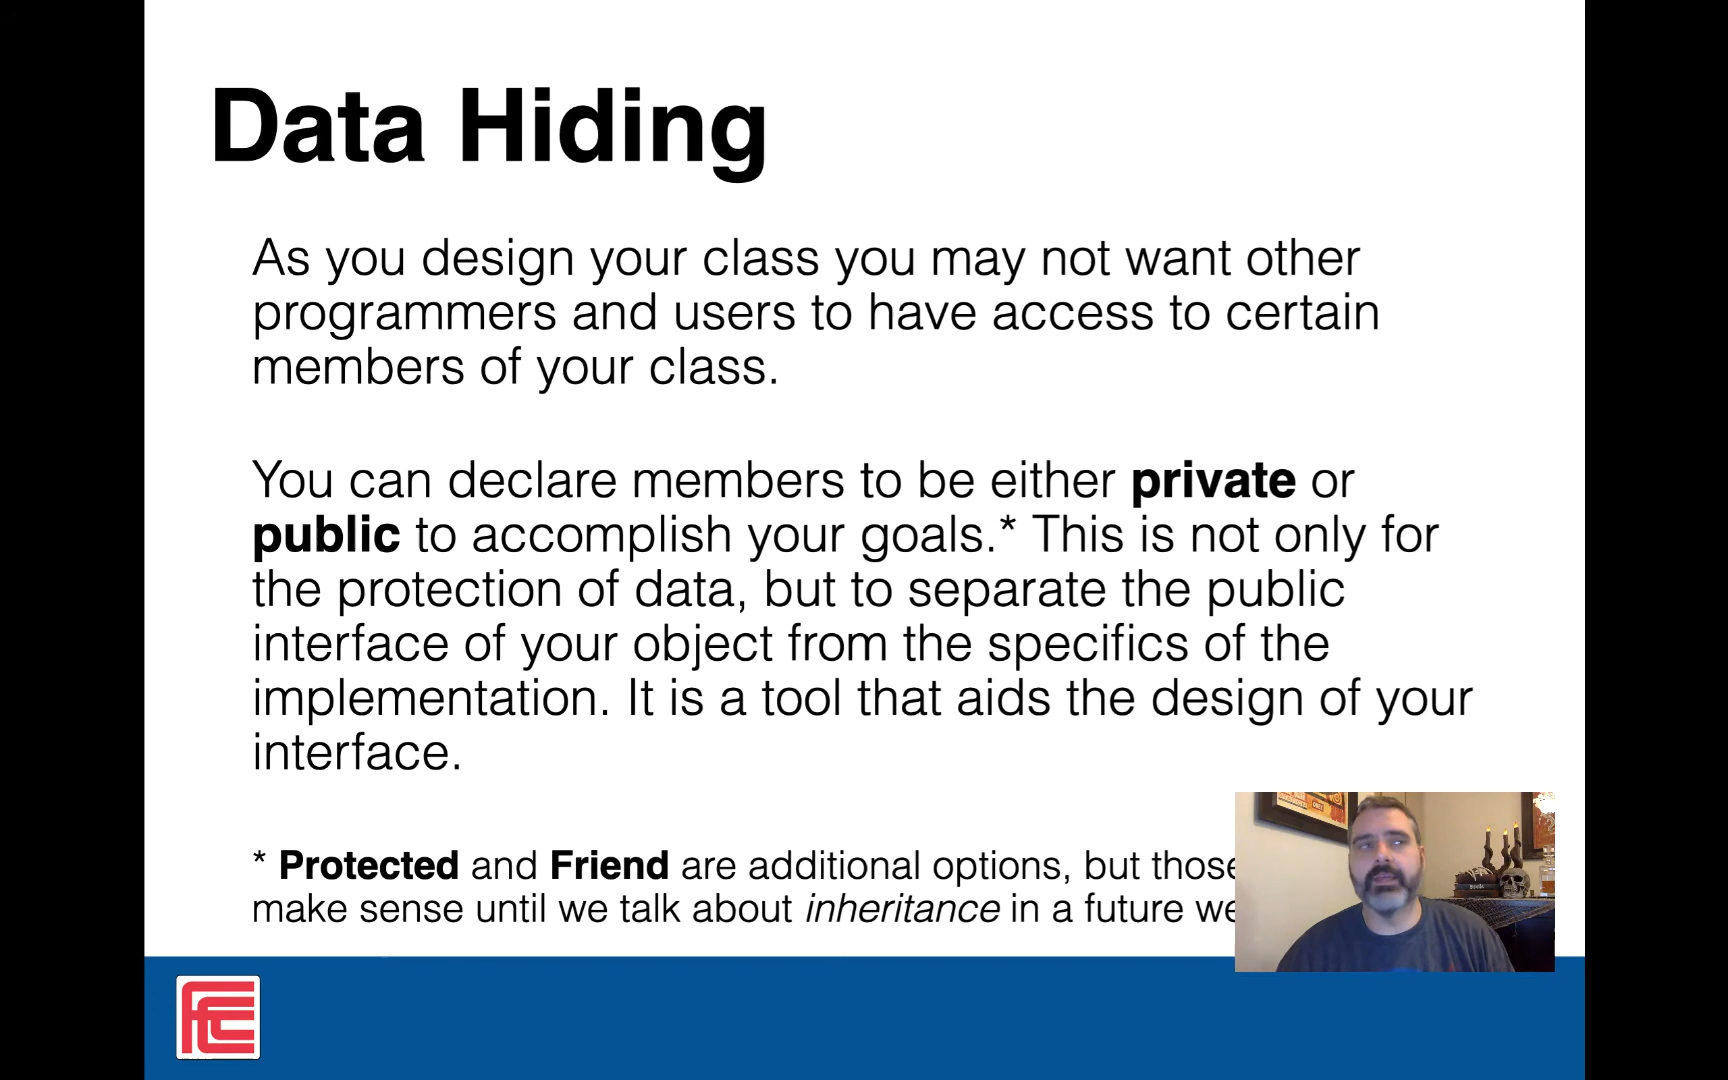 Data Hiding
As you design your class you may not want other
programmers and users to have access to certain
members of your class.
You can declare members to be either private or
public to accomplish your goals.* This is not only for
the protection of data, but to separate the public
interface of your object from the specifics of the
implementation. It is a tool that aids the design of your
interface.
* Protected and Friend are additional options, but those
make sense until we talk about inheritance in a future we
FCC